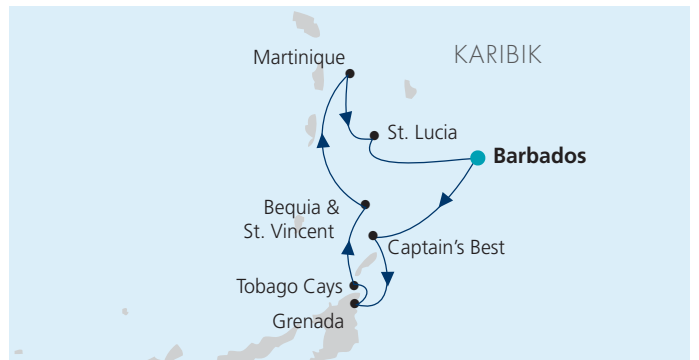 Martinique
KARIBIK
St. Lucia
Barbados
Bequia &
St. Vincent
Captain’s Best
Tobago Cays
Grenada